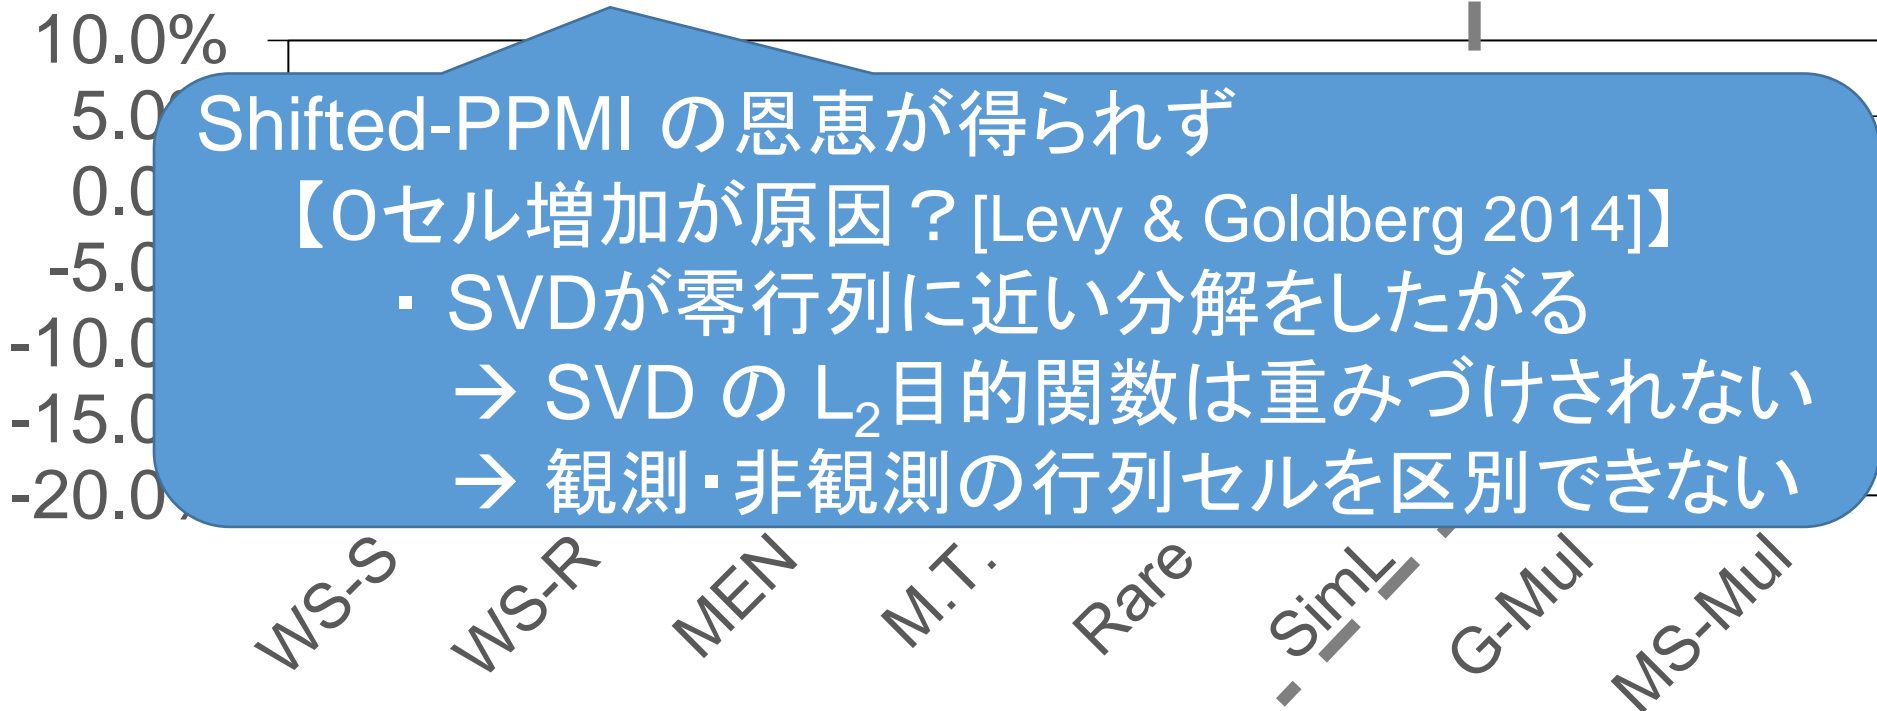 10.0%
5.0
0.0
-5.0
-10.0
-15.0
-20.0%
Shifted-PPMI の恩恵が得られず
【0セル増加が原因？[Levy & Goldberg 2014]】
・ SVDが零行列に近い分解をしたがる
→ SVD の L₂目的関数は重みづけされない
→ 観測・非観測の行列セルを区別できない
WS-S
WS-R
MEN
M.T.
Rare
SimL
G-Mul
MS-Mul